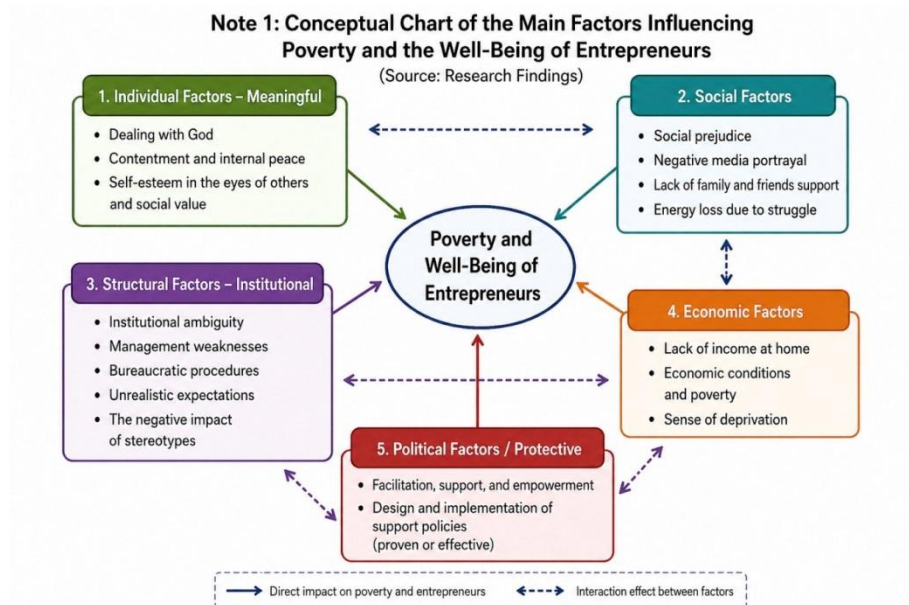 Note 1: Conceptual Chart of the Main Factors Influencing
Poverty and the Well-Being of Entrepreneurs
(Source: Research Findings)
1. Individual Factors – Meaningful
• Dealing with God
• Contentment and internal peace
• Self-esteem in the eyes of others
and social value
2. Social Factors
• Social prejudice
• Negative media portrayal
• Lack of family and friends support
• Energy loss due to struggle
Poverty and
Well-Being of
Entrepreneurs
3. Structural Factors – Institutional
• Institutional ambiguity
• Management weaknesses
• Bureaucratic procedures
• Unrealistic expectations
• The negative impact
of stereotypes
4. Economic Factors
• Lack of income at home
• Economic conditions
and poverty
• Sense of deprivation
5. Political Factors / Protective
• Facilitation, support, and empowerment
• Design and implementation of
support policies
(proven or effective)
Direct impact on poverty and entrepreneurs
Interaction effect between factors